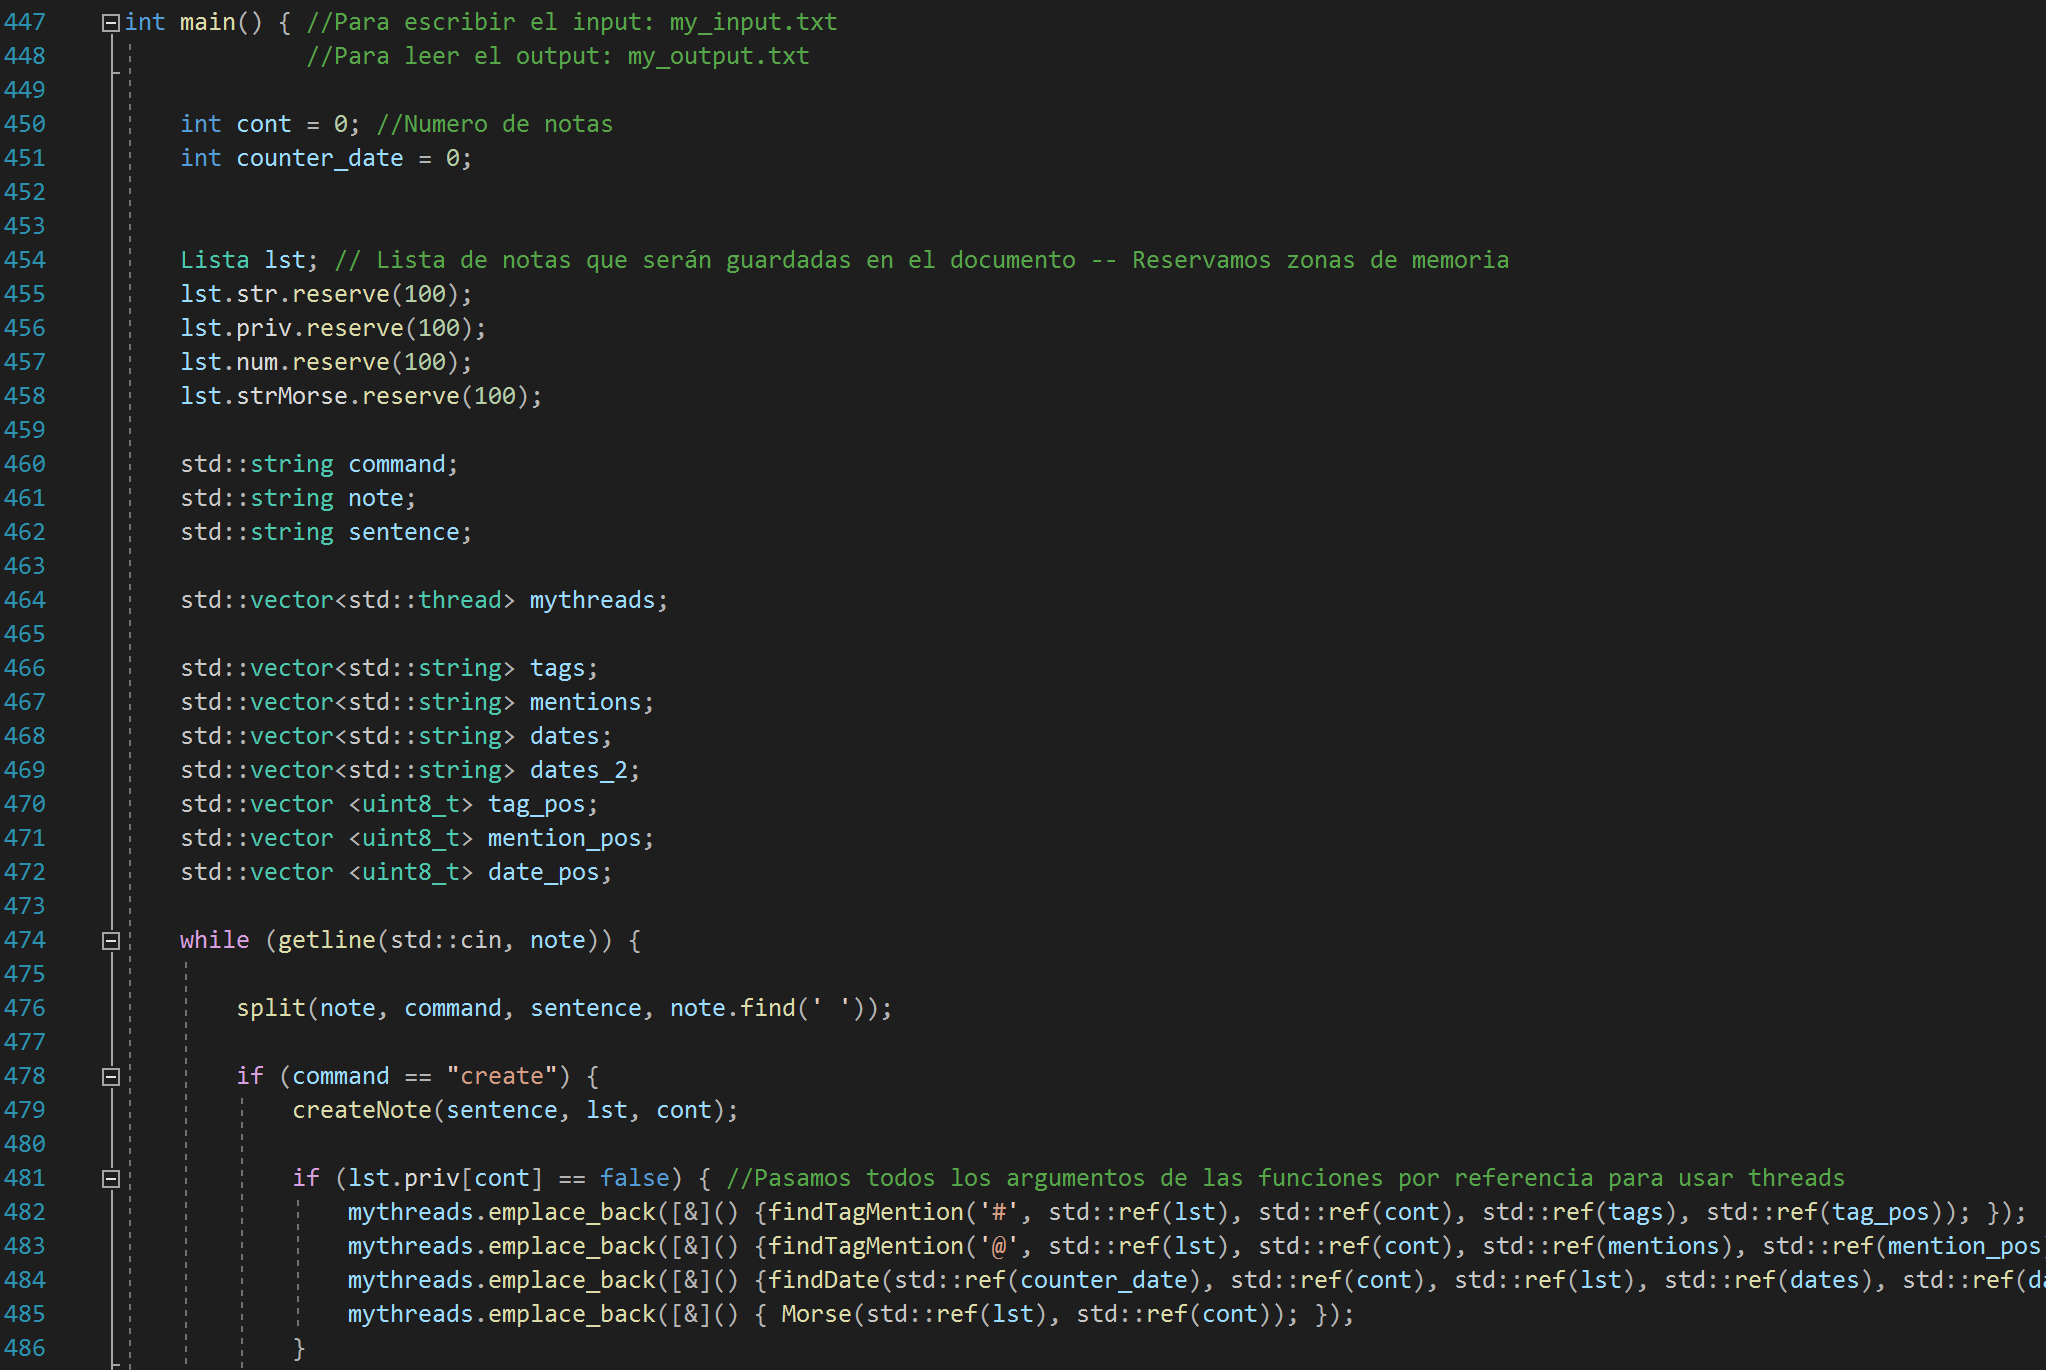 447 int main() { //Para escribir el input: my_input.txt
448 //Para leer el output: my_output.txt
449
450 int cont = 0; //Numero de notas
451 int counter_date = 0;
452
453
454 Lista lst; // Lista de notas que serán guardadas en el documento -- Reservamos zonas de memoria
455 lst.str.reserve(100);
456 lst.priv.reserve(100);
457 lst.num.reserve(100);
458 lst.strMorse.reserve(100);
459
460 std::string command;
461 std::string note;
462 std::string sentence;
463
464 std::vector<std::thread> mythreads;
465
466 std::vector<std::string> tags;
467 std::vector<std::string> mentions;
468 std::vector<std::string> dates;
469 std::vector<std::string> dates_2;
470 std::vector <uint8_t> tag_pos;
471 std::vector <uint8_t> mention_pos;
472 std::vector <uint8_t> date_pos;
473
474 while (getline(std::cin, note)) {
475
476 split(note, command, sentence, note.find(' '));
477
478 if (command == "create") {
479 createNote(sentence, lst, cont);
480
481 if (lst.priv[cont] == false) { //Pasamos todos los argumentos de las funciones por referencia para usar threads
482 mythreads.emplace_back([&]() {findTagMention('#', std::ref(lst), std::ref(cont), std::ref(tags), std::ref(tag_pos)); });
483 mythreads.emplace_back([&]() {findTagMention('@', std::ref(lst), std::ref(cont), std::ref(mentions), std::ref(mention_pos)
484 mythreads.emplace_back([&]() {findDate(std::ref(counter_date), std::ref(cont), std::ref(lst), std::ref(dates), std::ref(
485 mythreads.emplace_back([&]() { Morse(std::ref(lst), std::ref(cont)); });
486 }